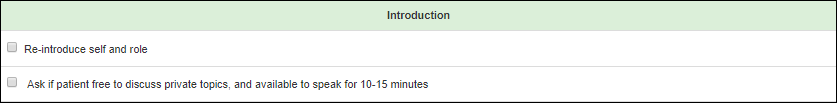 Introduction
Re-introduce self and role
Ask if patient free to discuss private topics, and available to speak for 10-15 minutes